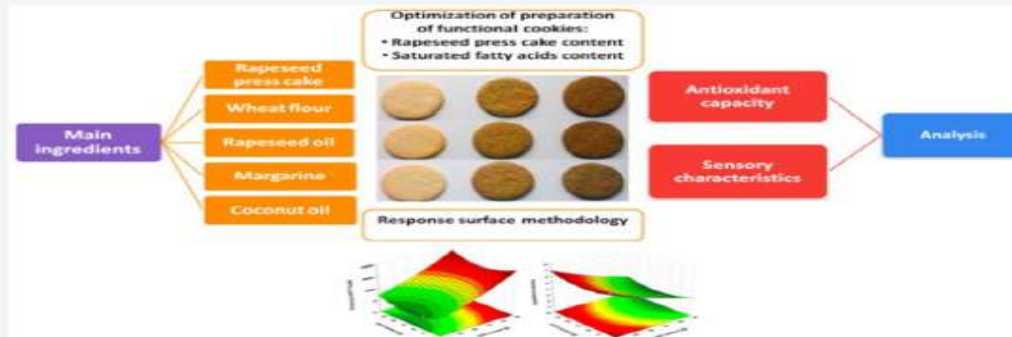 Optimization of preparation
of functional cookies:
• Rapeseed press cake content
• Saturated fatty acids content
Main
ingredients
Rapeseed
press cake
Wheat flour
Rapeseed oil
Margarine
Coconut oil
Antioxidant
capacity
Sensory
characteristics
Analysis
Response surface methodology